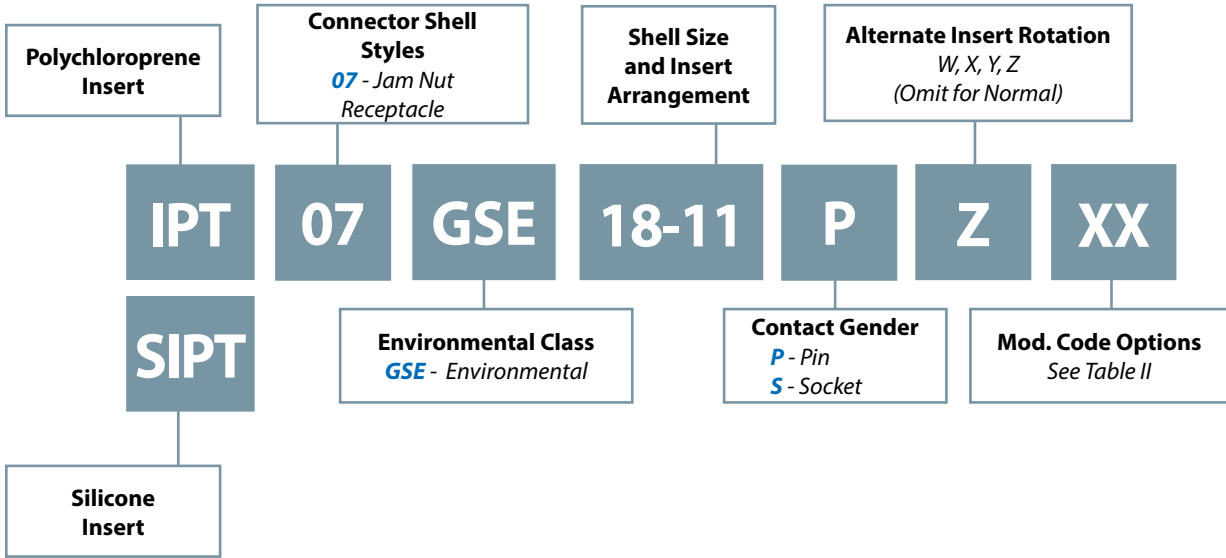 Polychloroprene
Insert
Connector Shell
Styles
07 - Jam Nut
Receptacle
Shell Size
and Insert
Arrangement
Alternate Insert Rotation
W, X, Y, Z
(Omit for Normal)
IPT
07
GSE
18-11
P
Z
XX
SIPT
Environmental Class
GSE - Environmental
Contact Gender
P - Pin
S - Socket
Mod. Code Options
See Table II
Silicone
Insert